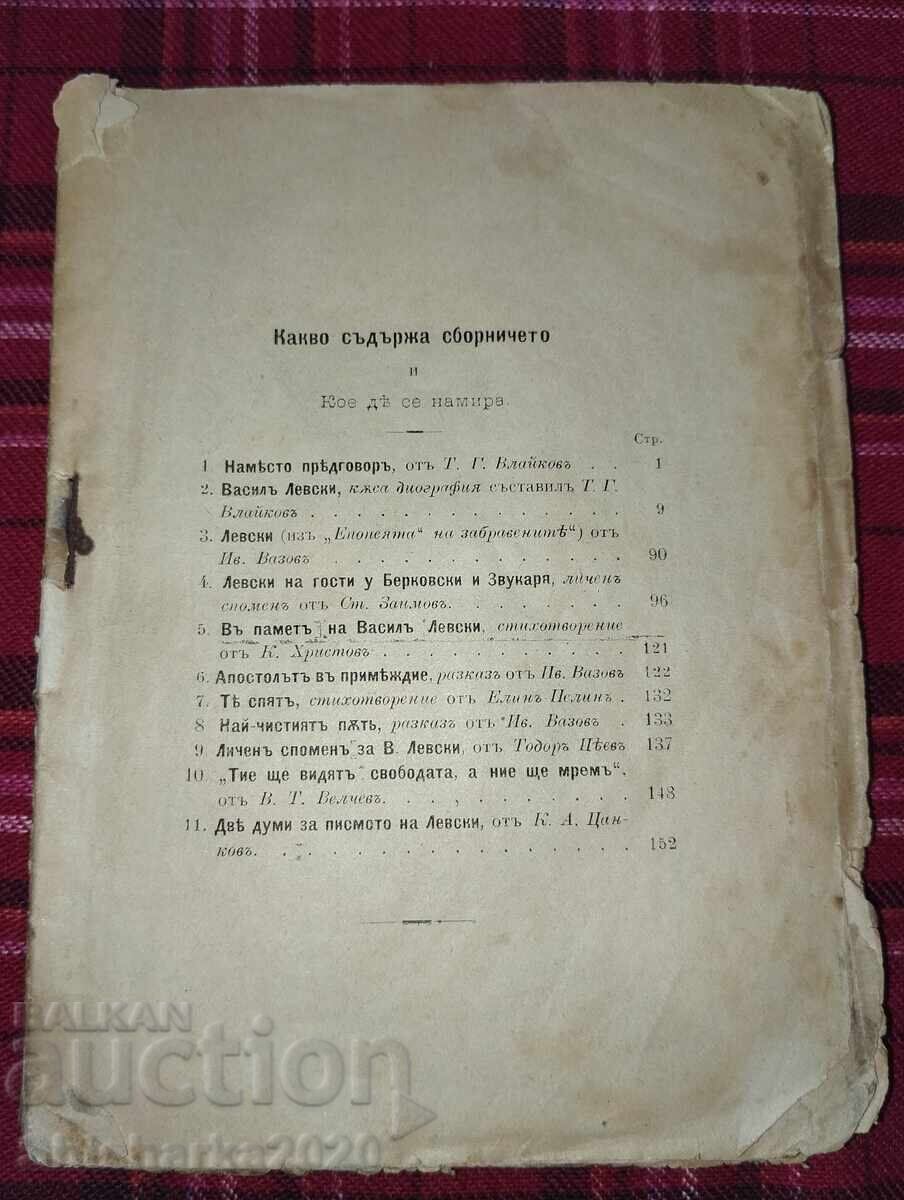 Какво съдържа сборничето
и
Кое дѣ се намира.
Стр.
1 Намѣсто прѣдговоръ, отъ Т. Г. Влайковъ . . 1
2. Василъ Левски, кѫса диография съставилъ Т. Г.
Влайковъ . . . . . . . . . . . . . . 9
3. Левски (изъ „Епопеята“ на забравенитѣ“) отъ
Ив. Вазовъ . . . . . . . . . . . . . 90
4. Левски на гости у Берковски и Звукаря, личенъ
споменъ отъ Ст. Заимовъ. . . . . . . . 96
5. Въ паметъ на Василъ Левски, стихотворение
отъ К. Христовъ . . . . . . . . . . . 121
6. Апостолътъ въ примѣждие, разказъ отъ Ив. Вазовъ 122
7. Тѣ спятъ, стихотворение отъ Елинъ Пелинъ . 132
8 Най-чистиятъ пѫть, разказъ отъ Ив. Вазовъ . 133
9. Личенъ споменъ за В. Левски, отъ Тодоръ Пѣевъ 137
10. „Тие ще видятъ свободата, а ние ще мремъ“,
отъ В. Т. Велчевъ. . . . . . . . . . 148
11. Двѣ думи за писмото на Левски, отъ К. А. Цан-
ковъ. . . . . . . . . . . . . . . . 152
BALKAN
auction
abitsharka2020